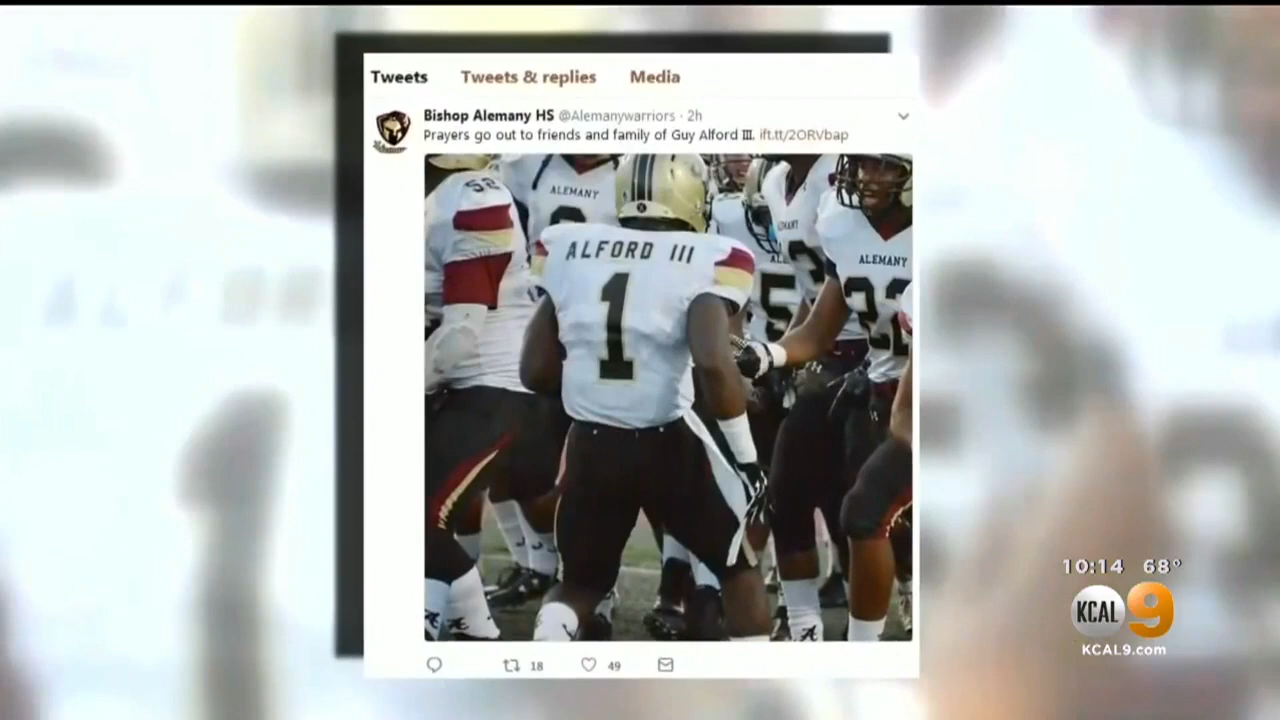 Tweets Tweets & replies Media
Bishop Alemany HS @Alemanywarriors · 2h
Prayers go out to friends and family of Guy Alford III. ift.tt/2ORVbap
52
ALEMANY
ALFORD III
1
5
ALEMANY
22
18 49
10:14 68°
KCAL 9
KCAL9.com